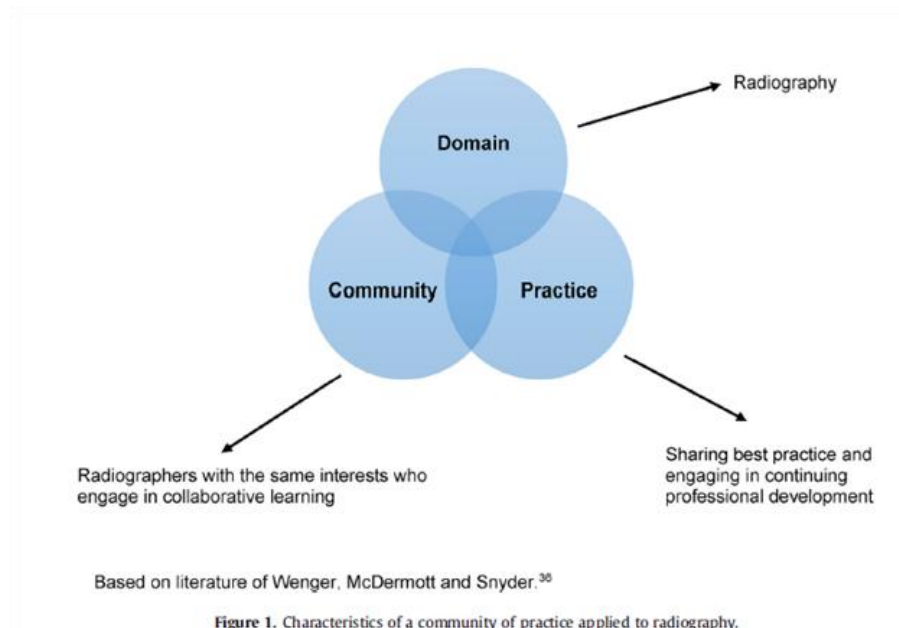 Domain
Radiography
Community
Practice
Radiographers with the same interests who
engage in collaborative learning
Sharing best practice and
engaging in continuing
professional development
Based on literature of Wenger, McDermott and Snyder.³⁶
Figure 1. Characteristics of a community of practice applied to radiography.